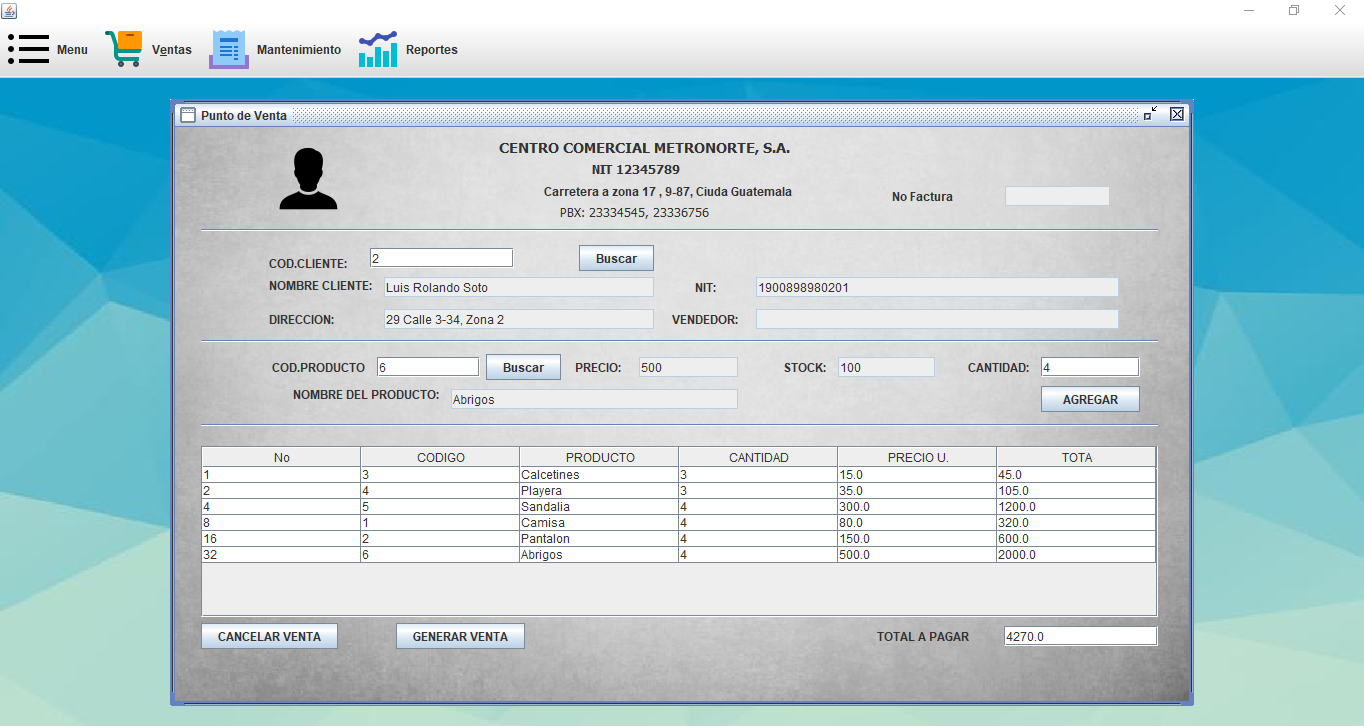 Menu Ventas Mantenimiento Reportes
Punto de Venta
CENTRO COMERCIAL METRONORTE, S.A.
NIT 12345789
Carretera a zona 17 , 9-87, Ciuda Guatemala
No Factura
PBX: 23334545, 23336756
COD.CLIENTE: 2 Buscar
NOMBRE CLIENTE: Luis Rolando Soto NIT: 1900898980201
DIRECCION: 29 Calle 3-34, Zona 2 VENDEDOR:
COD.PRODUCTO 6 Buscar PRECIO: 500 STOCK: 100 CANTIDAD: 4
NOMBRE DEL PRODUCTO: Abrigos AGREGAR
No CODIGO PRODUCTO CANTIDAD PRECIO U. TOTA
1 3 Calcetines 3 15.0 45.0
2 4 Playera 3 35.0 105.0
4 5 Sandalia 4 300.0 1200.0
8 1 Camisa 4 80.0 320.0
16 2 Pantalon 4 150.0 600.0
32 6 Abrigos 4 500.0 2000.0
CANCELAR VENTA GENERAR VENTA TOTAL A PAGAR 4270.0